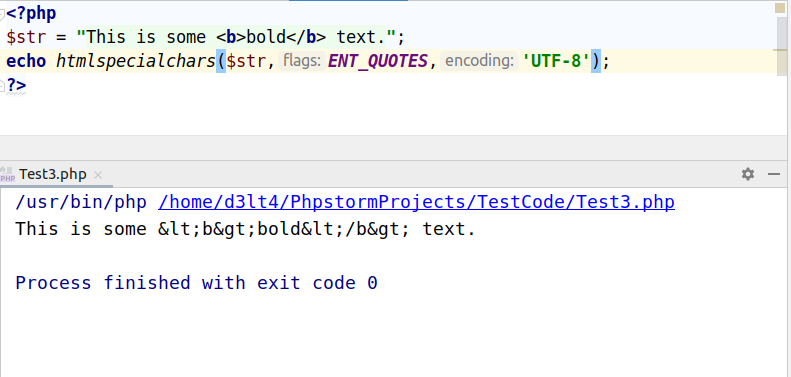 <?php
$str = "This is some <b>bold</b> text.";
echo htmlspecialchars($str, flags: ENT_QUOTES, encoding: 'UTF-8');
?>
PHP Test3.php ×
/usr/bin/php /home/d3lt4/PhpstormProjects/TestCode/Test3.php
This is some &lt;b&gt;bold&lt;/b&gt; text.
Process finished with exit code 0